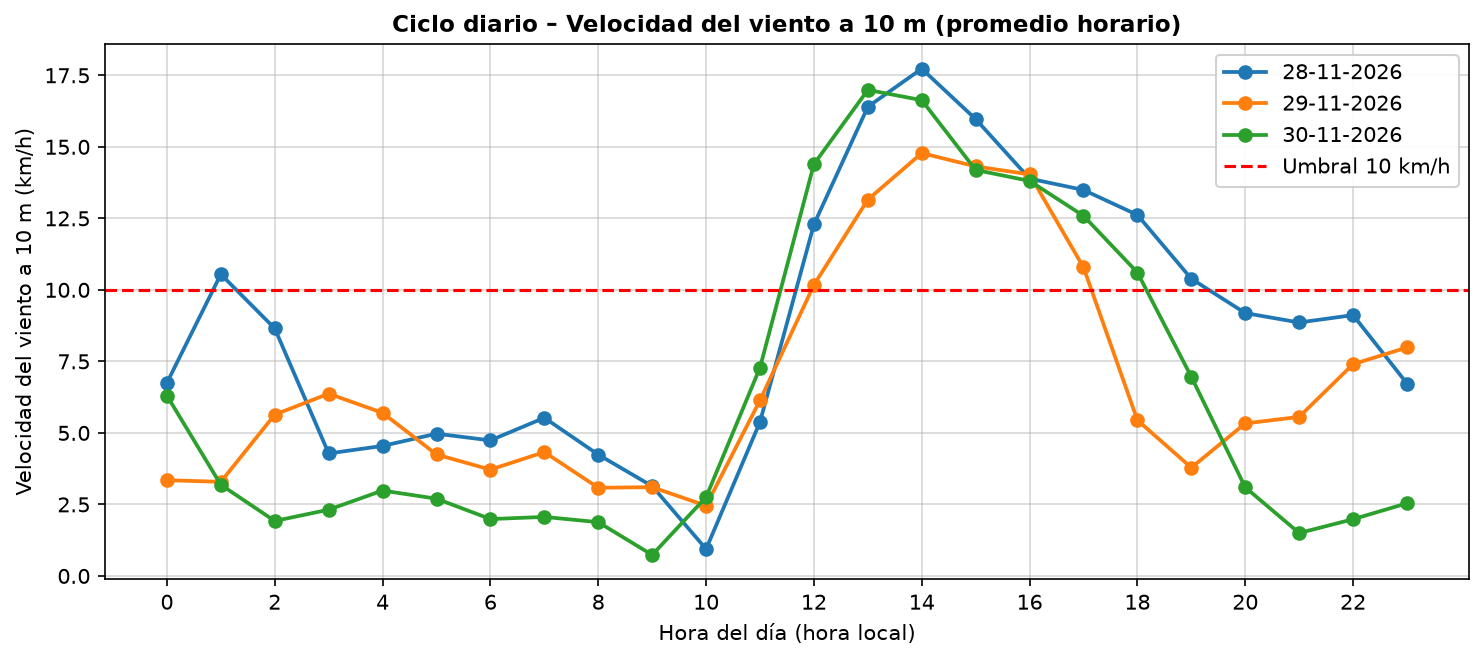 Ciclo diario – Velocidad del viento a 10 m (promedio horario)
Velocidad del viento a 10 m (km/h)
17.5
15.0
12.5
10.0
7.5
5.0
2.5
0.0
28-11-2026
29-11-2026
30-11-2026
Umbral 10 km/h
0 2 4 6 8 10 12 14 16 18 20 22
Hora del día (hora local)